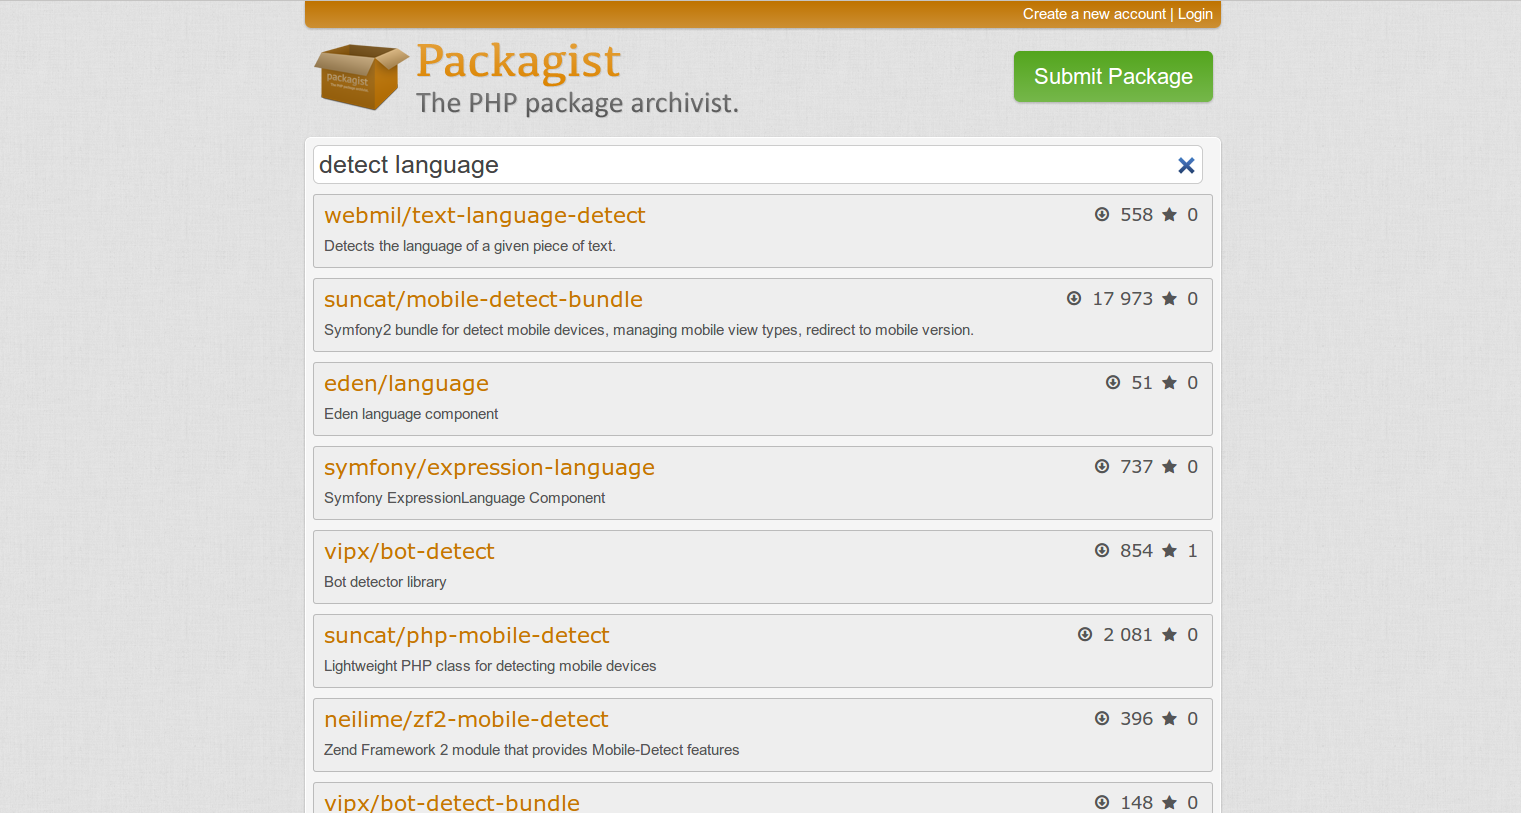 Create a new account | Login
packagist
The PHP package archivist.
Packagist
The PHP package archivist.
Submit Package
detect language
webmil/text-language-detect
558 0
Detects the language of a given piece of text.
suncat/mobile-detect-bundle
17 973 0
Symfony2 bundle for detect mobile devices, managing mobile view types, redirect to mobile version.
eden/language
51 0
Eden language component
symfony/expression-language
737 0
Symfony ExpressionLanguage Component
vipx/bot-detect
854 1
Bot detector library
suncat/php-mobile-detect
2 081 0
Lightweight PHP class for detecting mobile devices
neilime/zf2-mobile-detect
396 0
Zend Framework 2 module that provides Mobile-Detect features
vipx/bot-detect-bundle
148 0